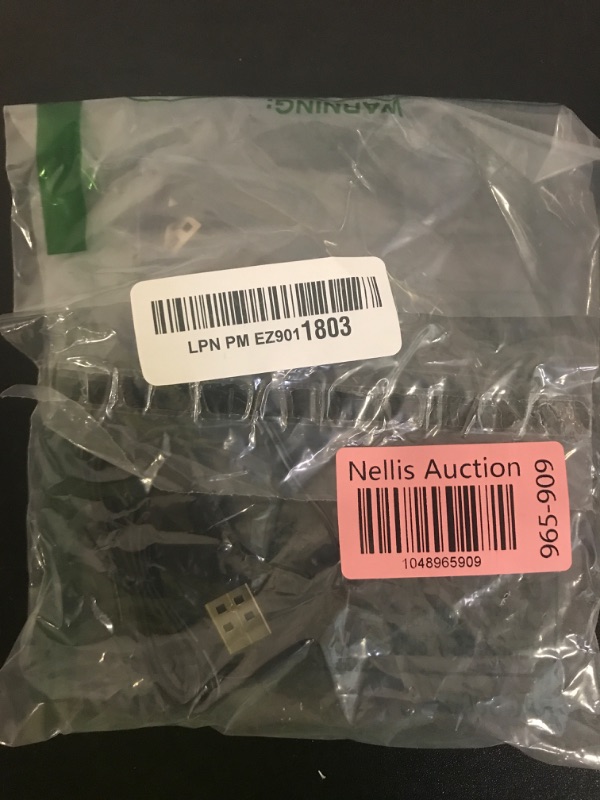 WARNING:
LPN PM EZ9011803
Nellis Auction
1048965909
965-909